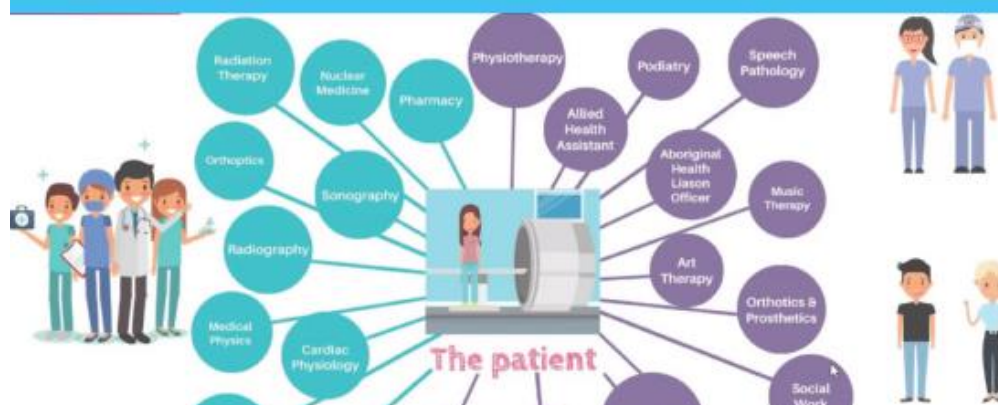 Radiation
Therapy
Nuclear
Medicine
Pharmacy
Physiotherapy
Podiatry
Speech
Pathology
Allied
Health
Assistant
Orthoptics
Sonography
Aboriginal
Health
Liason
Officer
Music
Therapy
Radiography
Art
Therapy
Orthotics &
Prosthetics
Medical
Physics
Cardiac
Physiology
The patient
Social
Work